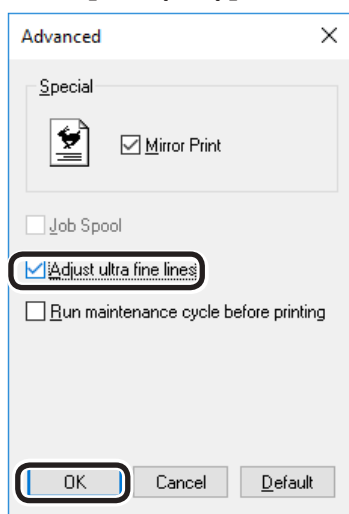 Advanced
Special
Mirror Print
Job Spool
Adjust ultra fine lines
Run maintenance cycle before printing
OK Cancel Default